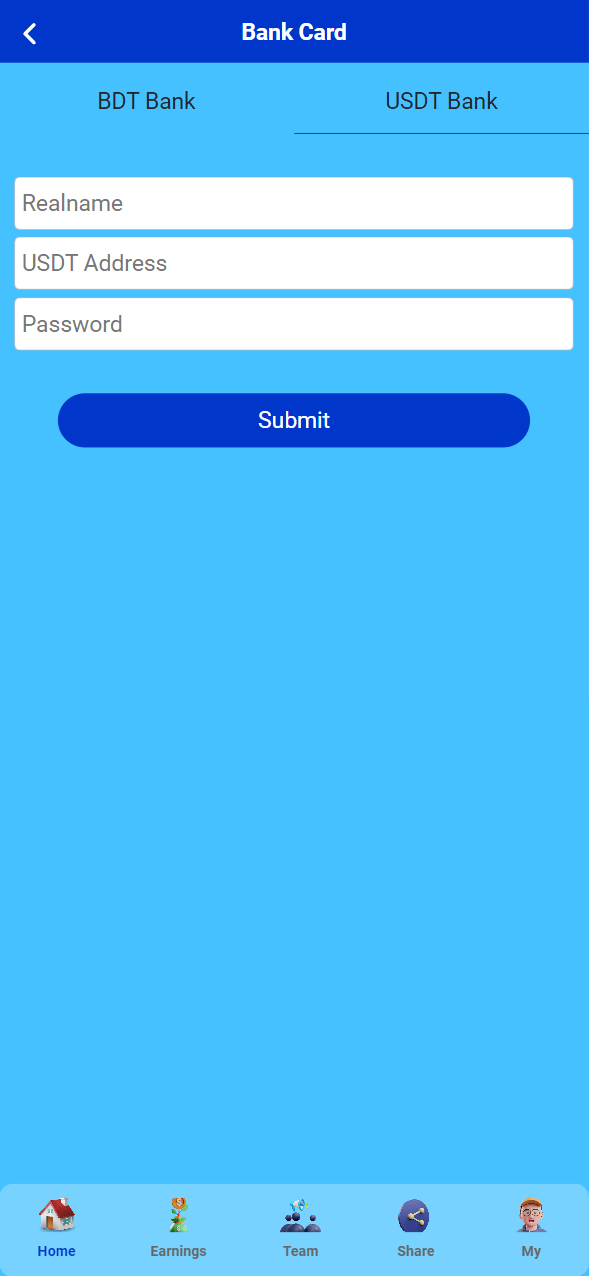 Bank Card
BDT Bank
USDT Bank
Realname
USDT Address
Password
Submit
Home
Earnings
Team
Share
My